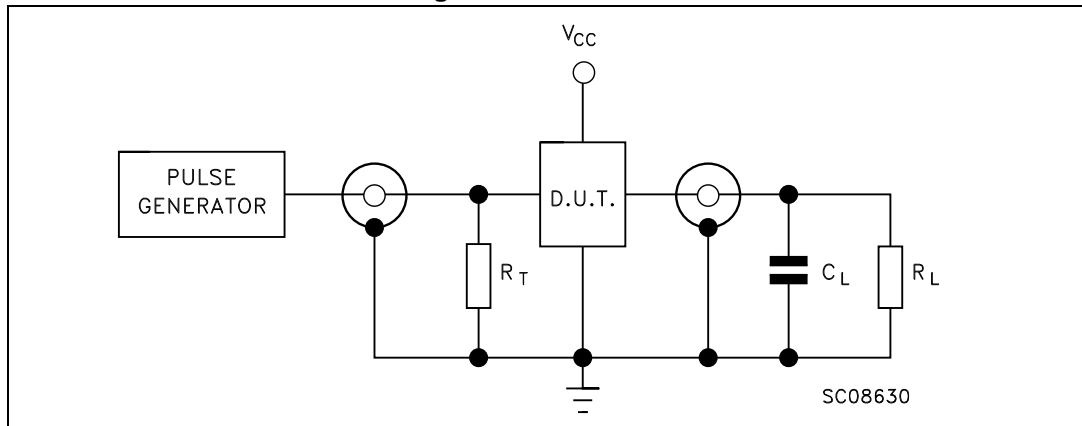 VCC
PULSE
GENERATOR
D.U.T.
RT
CL
RL
SC08630